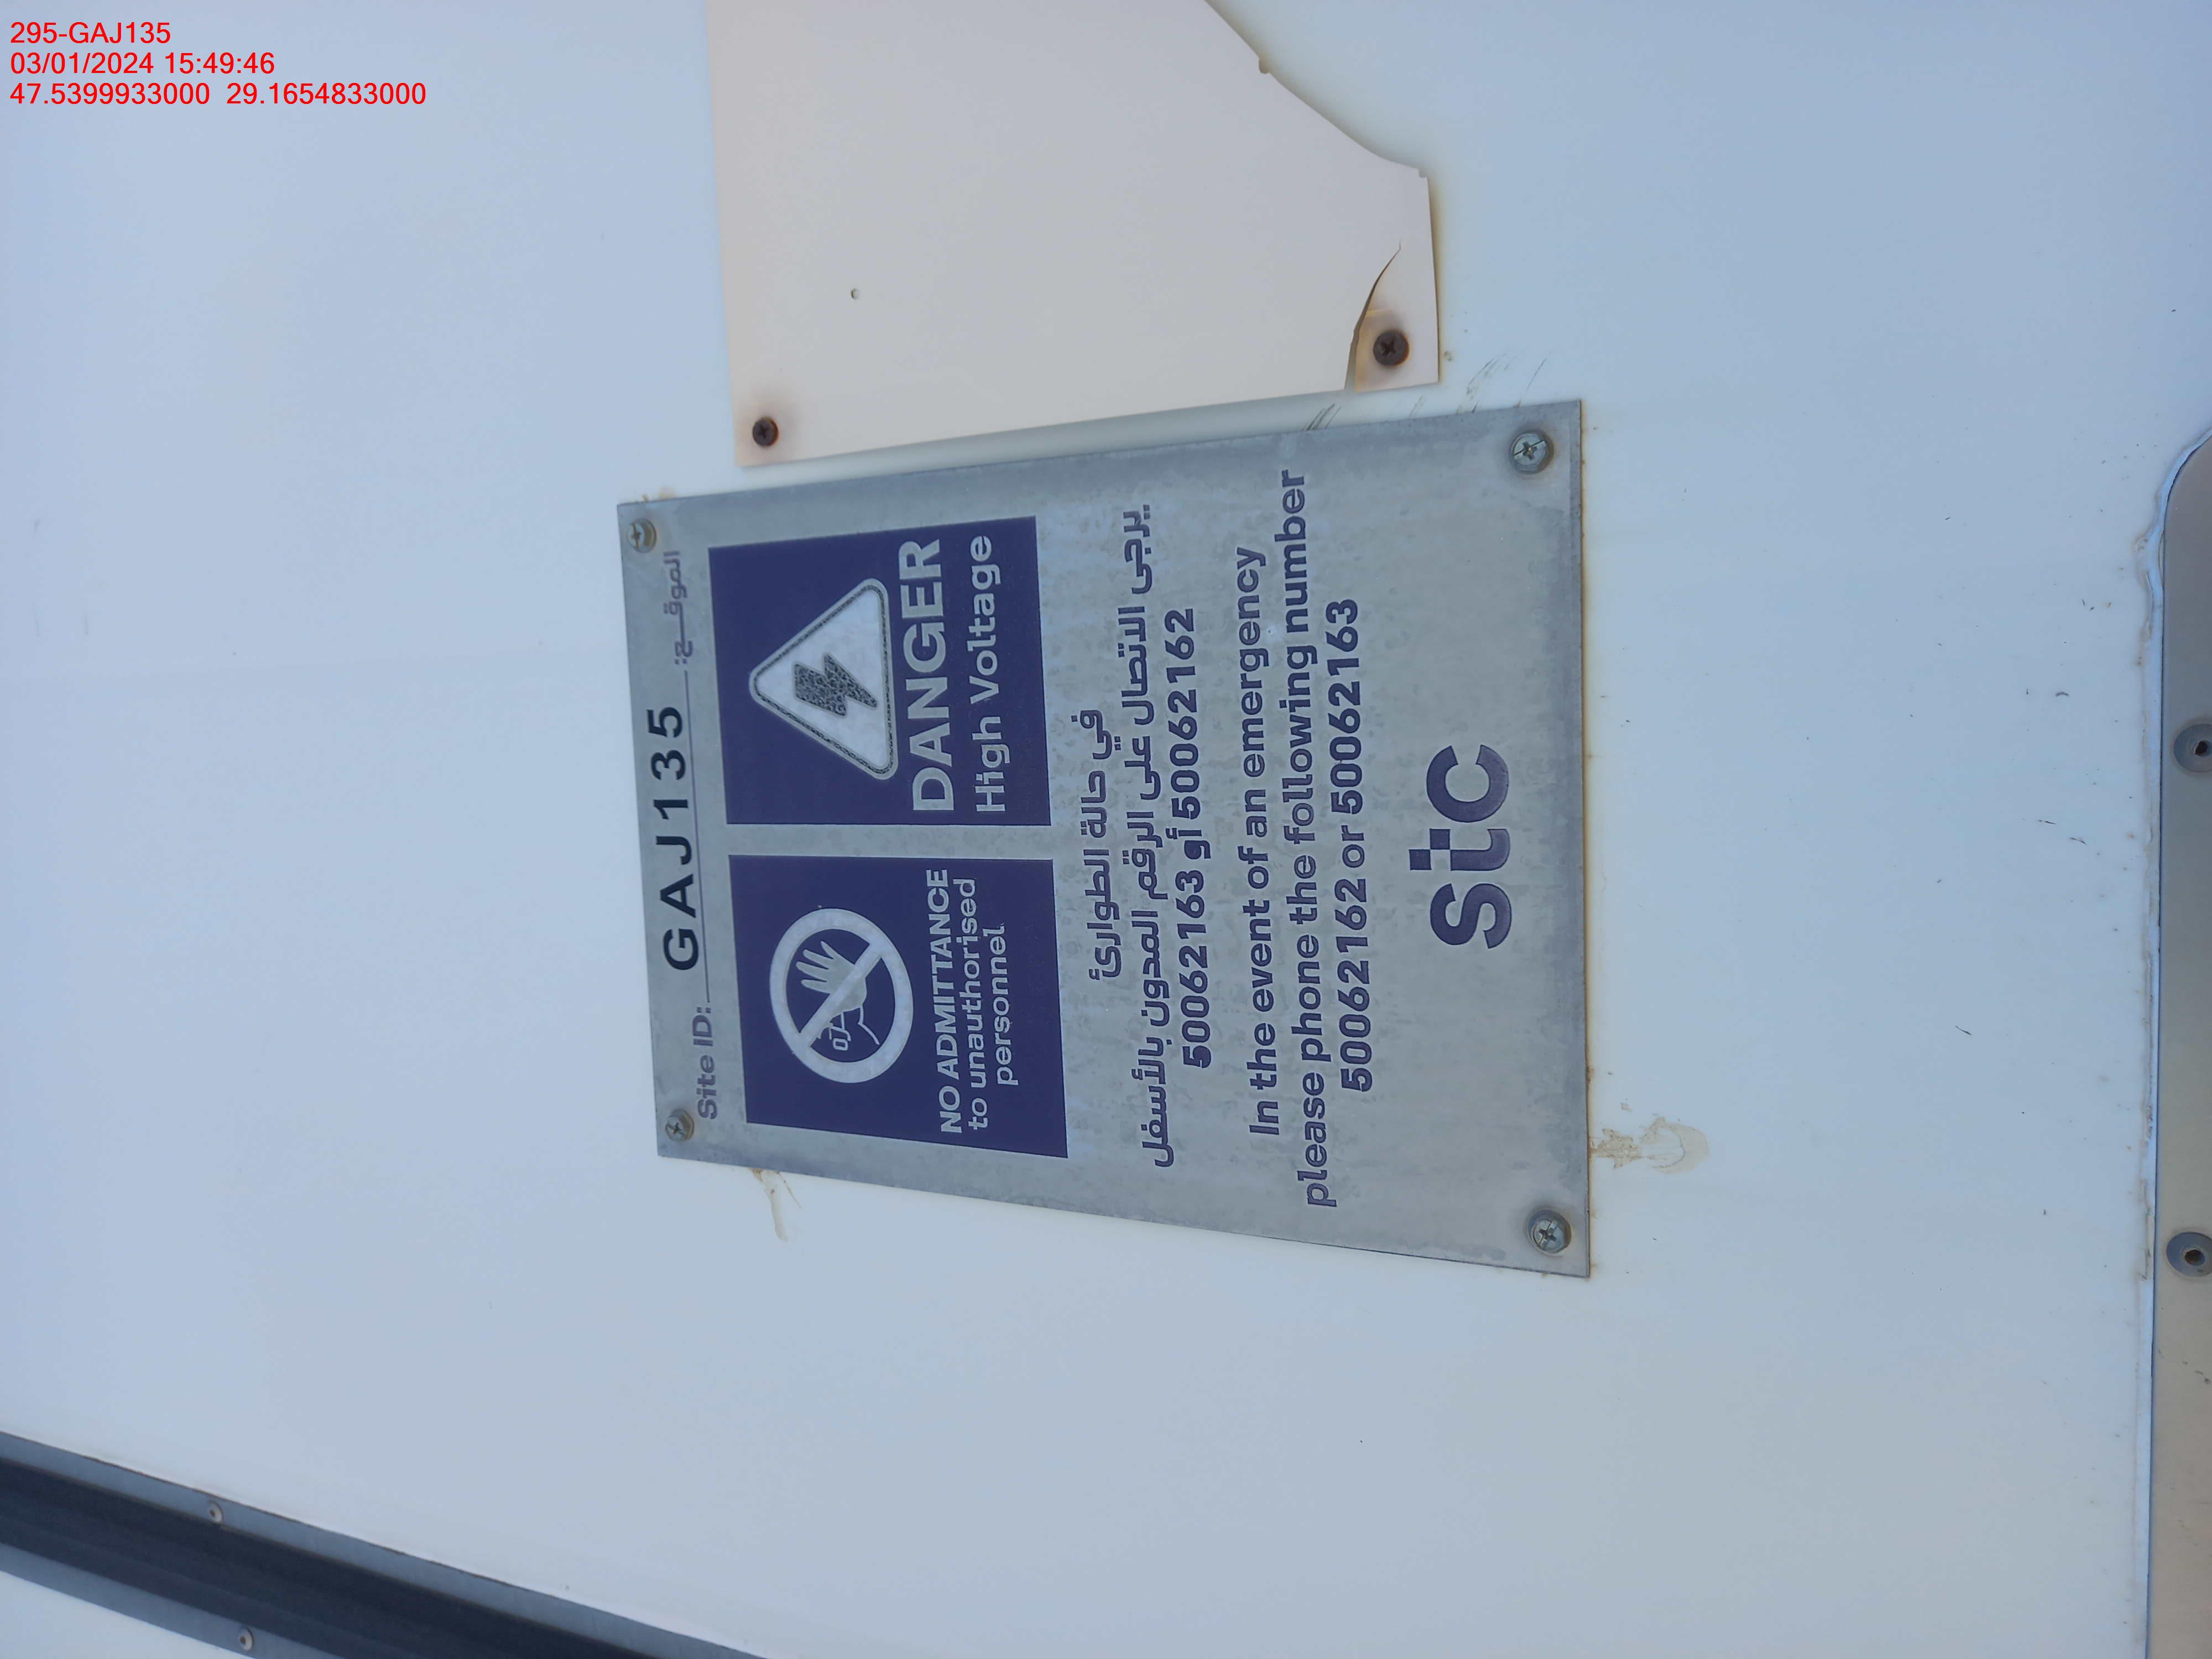 295-GAJ135
03/01/2024 15:49:46
47.5399933000 29.1654833000
Site ID: GAJ135 الموقـــع:
NO ADMITTANCE
to unauthorised
personnel
DANGER
High Voltage
في حالة الطوارئ
يرجى الاتصال على الرقم المدون بالأسفل
50062162 أو 50062163
In the event of an emergency
please phone the following number
50062162 or 50062163
stc